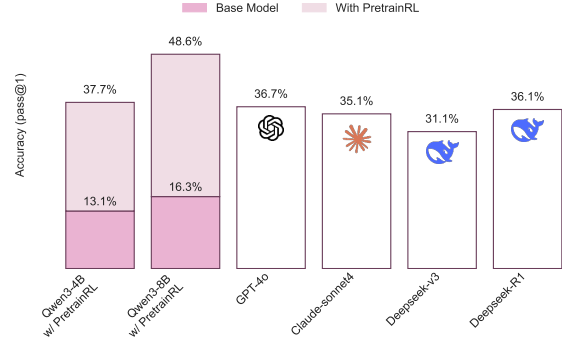 Base Model
With PretrainRL
Accuracy (pass@1)
37.7%
48.6%
36.7%
35.1%
31.1%
36.1%
13.1%
16.3%
Qwen3-4B
w/ PretrainRL
Qwen3-8B
w/ PretrainRL
GPT-4o
Claude-sonnet4
Deepseek-v3
Deepseek-R1